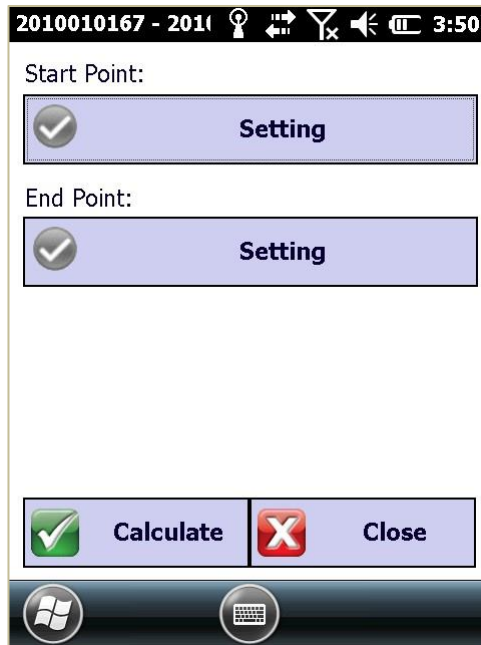 2010010167 - 201( 3:50
Start Point:
Setting
End Point:
Setting
Calculate Close